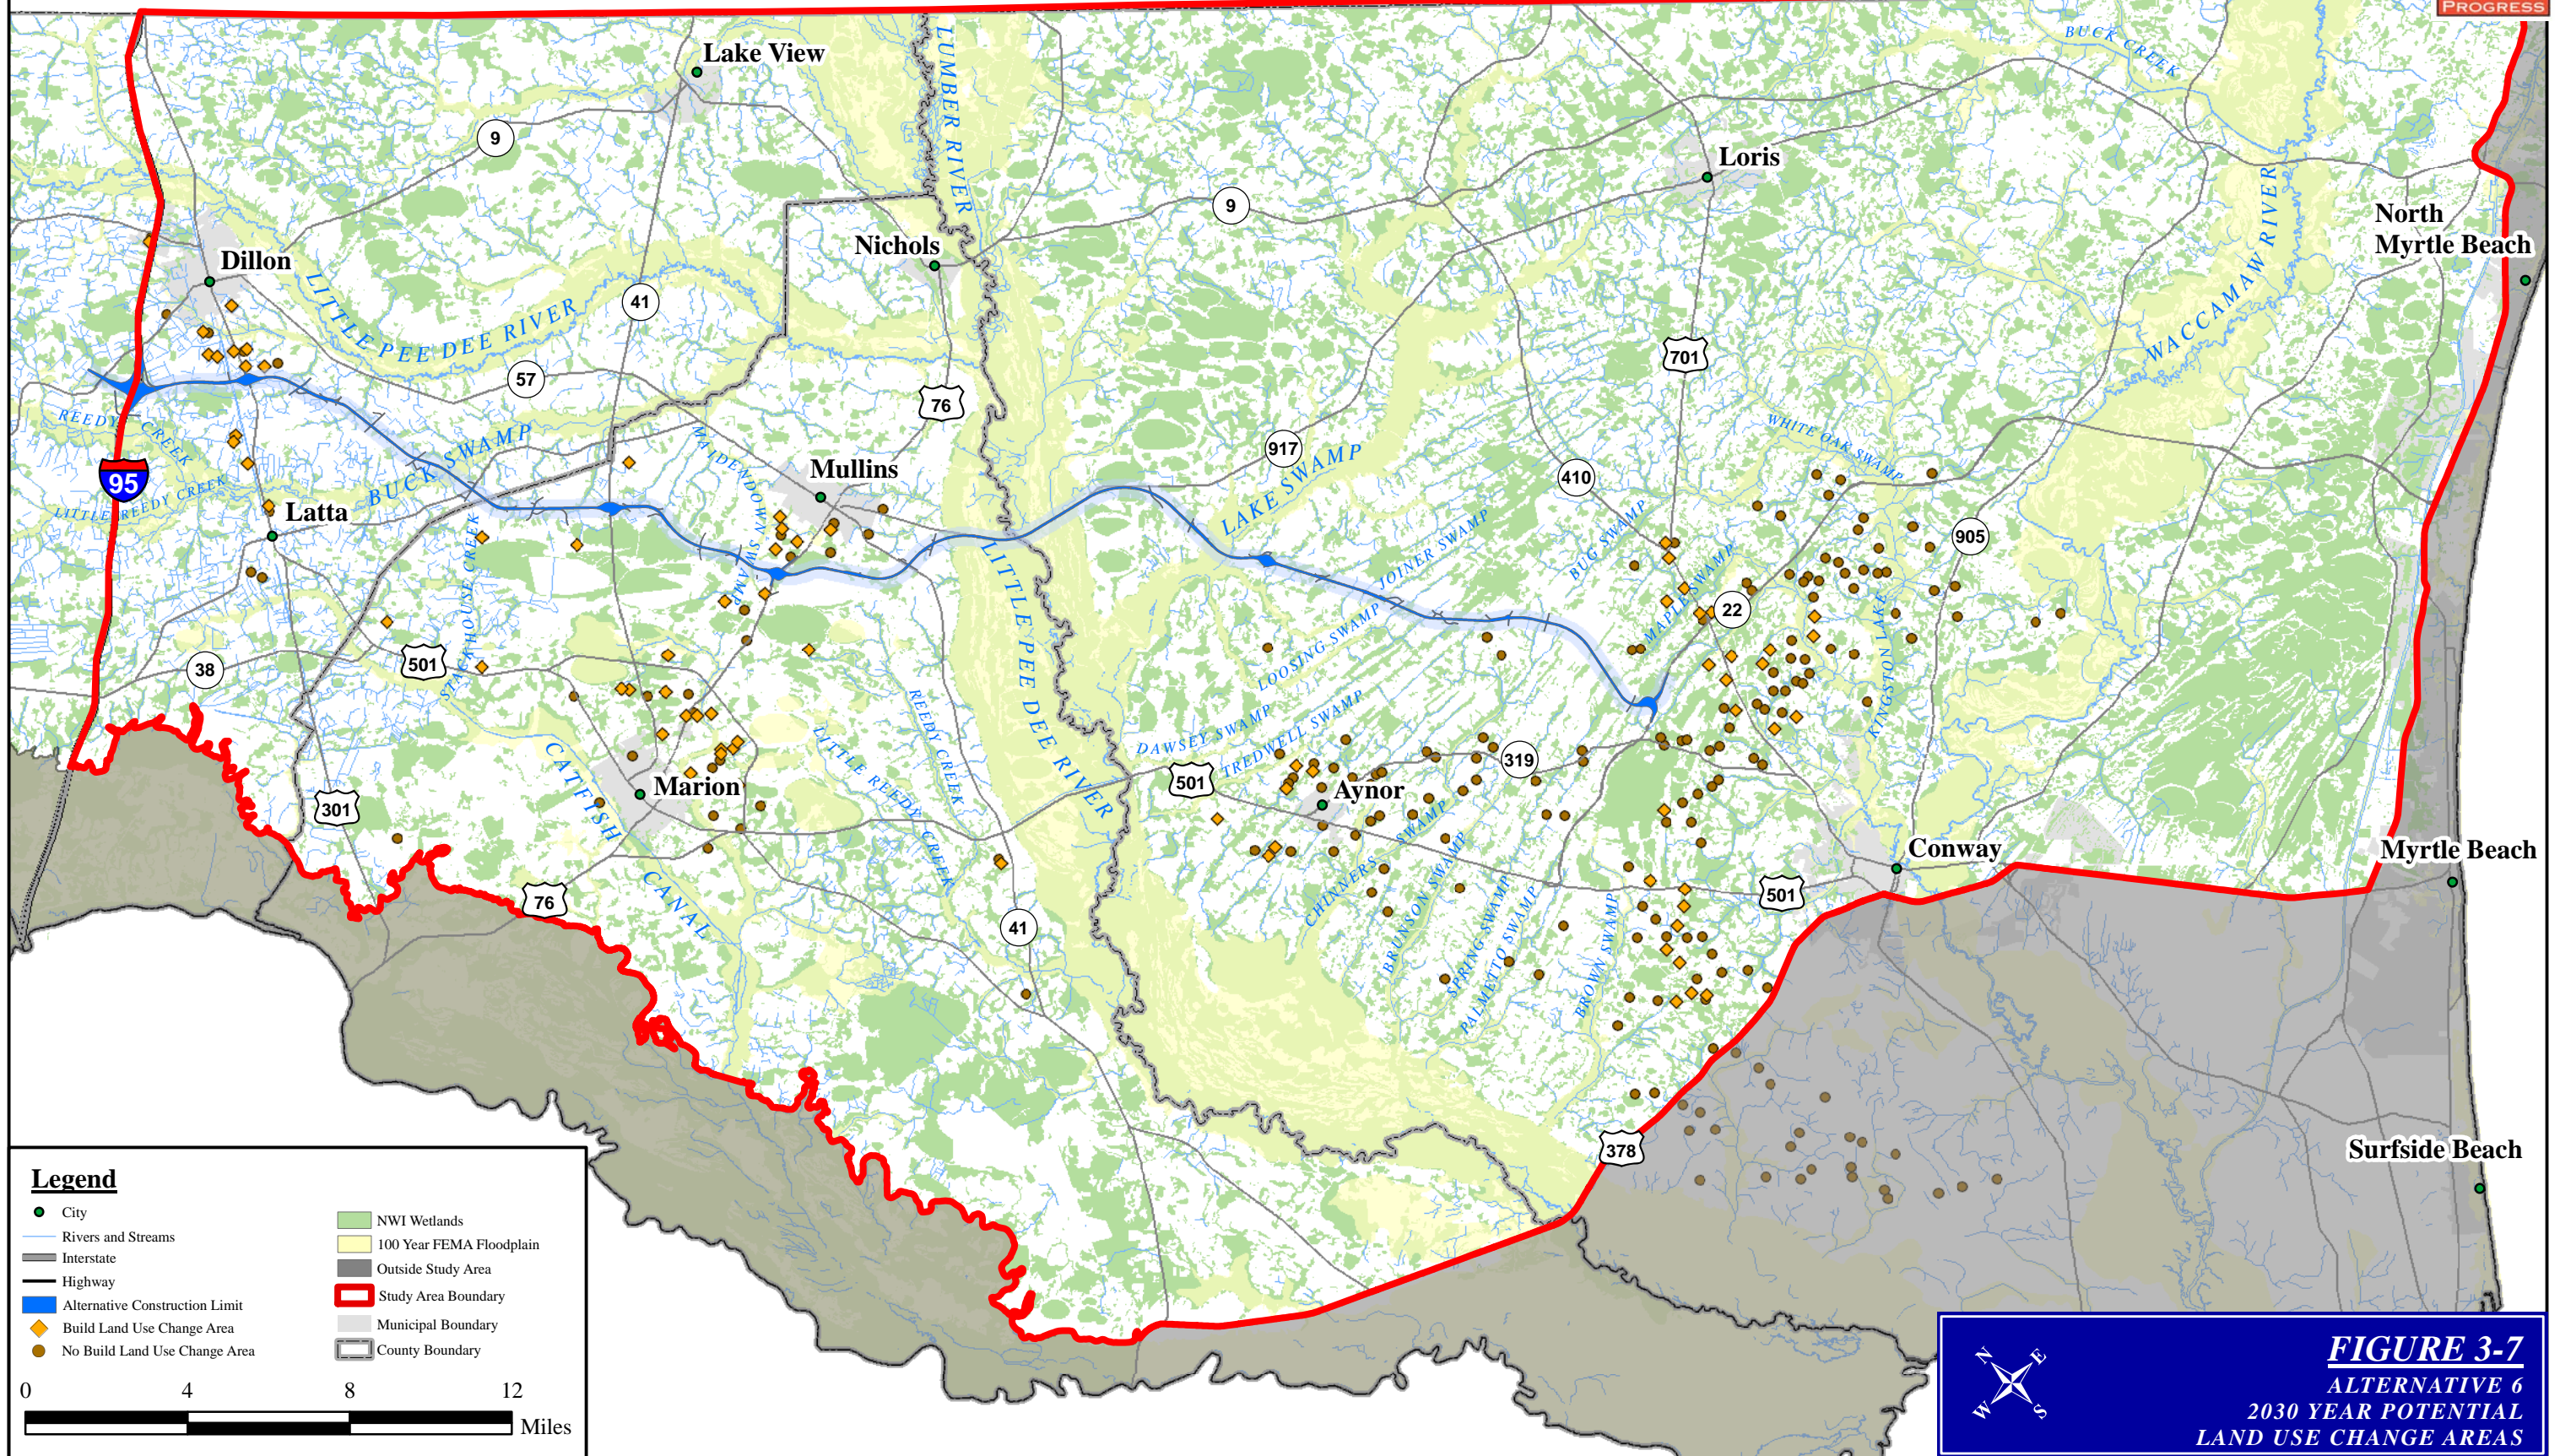 PROGRESS
BUCK CREEK
Lake View
LUMBER RIVER
9
Loris
9
North
Myrtle Beach
WACCAMAW RIVER
Nichols
Dillon
LITTLE PEE DEE RIVER
41
701
57
76
REEDY CREEK
BUCK SWAMP
MAIDENDOWN SWAMP
917
LAKE SWAMP
WHITE OAK SWAMP
95
Mullins
410
LITTLE REEDY CREEK
Latta
JOINER SWAMP
BUG SWAMP
905
STACKHOUSE CREEK
LITTLE PEE DEE RIVER
MAPLE SWAMP
22
KINGSTON LAKE
LOOSING SWAMP
501
38
REEDY CREEK
DAWSEY SWAMP
TREDWELL SWAMP
319
CATFISH CANAL
LITTLE REEDY CREEK
501
Marion
Aynor
301
CHINNERS SWAMP
BRUNSON SWAMP
Conway
Myrtle Beach
SPRING SWAMP
PALMETTO SWAMP
BROWN SWAMP
501
76
41
378
Surfside Beach
Legend
City
Rivers and Streams
Interstate
Highway
Alternative Construction Limit
Build Land Use Change Area
No Build Land Use Change Area
NWI Wetlands
100 Year FEMA Floodplain
Outside Study Area
Study Area Boundary
Municipal Boundary
County Boundary
0 4 8 12
Miles
N E
W S
FIGURE 3-7
ALTERNATIVE 6
2030 YEAR POTENTIAL
LAND USE CHANGE AREAS